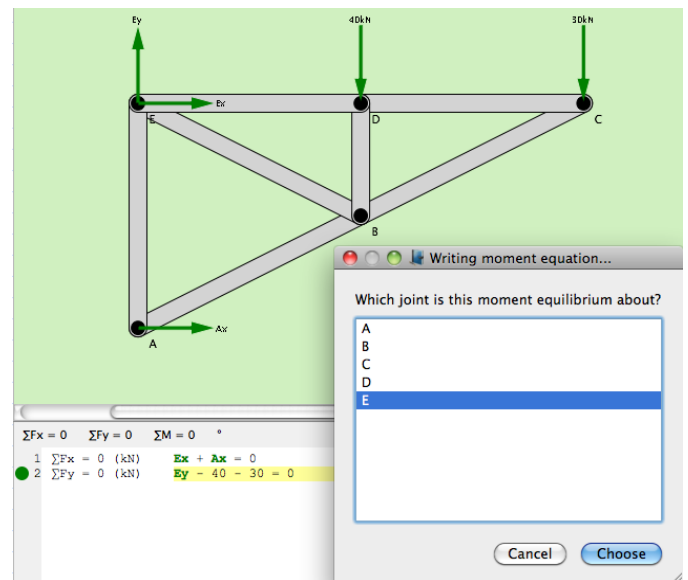 Ey
40kN
30kN
Ex
E
D
C
B
Ax
A
Writing moment equation...
Which joint is this moment equilibrium about?
A
B
C
D
E
Cancel
Choose
ΣFx = 0 ΣFy = 0 ΣM = 0 °
1 ΣFx = 0 (kN) Ex + Ax = 0
2 ΣFy = 0 (kN) Ey - 40 - 30 = 0